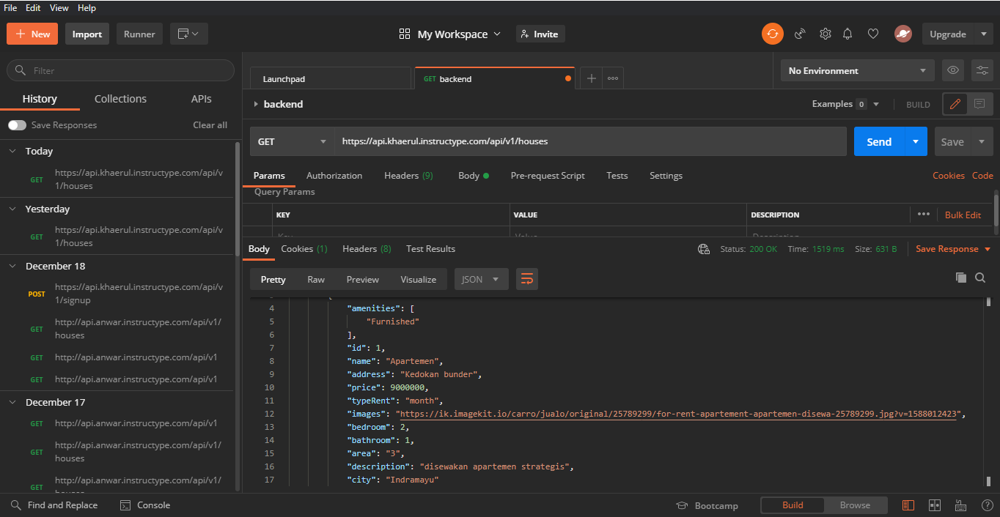 File Edit View Help
New Import Runner My Workspace Invite Upgrade
Filter
History Collections APIs
Save Responses Clear all
Today
GET https://api.khaerul.instructype.com/api/v
1/houses
Yesterday
GET https://api.khaerul.instructype.com/api/v
1/houses
December 18
POST https://api.khaerul.instructype.com/api/v
1/signup
GET http://api.anwar.instructype.com/api/v1/
houses
GET http://api.anwar.instructype.com/api/v1
GET http://api.anwar.instructype.com/api/v1
December 17
GET http://api.anwar.instructype.com/api/v1
GET http://api.anwar.instructype.com/api/v1/
houses
GET http://api.anwar.instructype.com/api/v1/
houses
Launchpad GET backend No Environment
backend Examples 0 BUILD
GET https://api.khaerul.instructype.com/api/v1/houses Send Save
Params Authorization Headers (9) Body Pre-request Script Tests Settings Cookies Code
Query Params
KEY VALUE DESCRIPTION Bulk Edit
Key Value Description
Body Cookies (1) Headers (8) Test Results Status: 200 OK Time: 1519 ms Size: 631 B Save Response
Pretty Raw Preview Visualize JSON
3 {
4 "amenities": [
5 "Furnished"
6 ],
7 "id": 1,
8 "name": "Apartemen",
9 "address": "Kedokan bunder",
10 "price": 9000000,
11 "typeRent": "month",
12 "images": "https://ik.imagekit.io/carro/jualo/original/25789299/for-rent-apartement-apartemen-disewa-25789299.jpg?v=1588012423",
13 "bedroom": 2,
14 "bathroom": 1,
15 "area": "3",
16 "description": "disewakan apartemen strategis",
17 "city": "Indramayu"
Find and Replace Console Bootcamp Build Browse